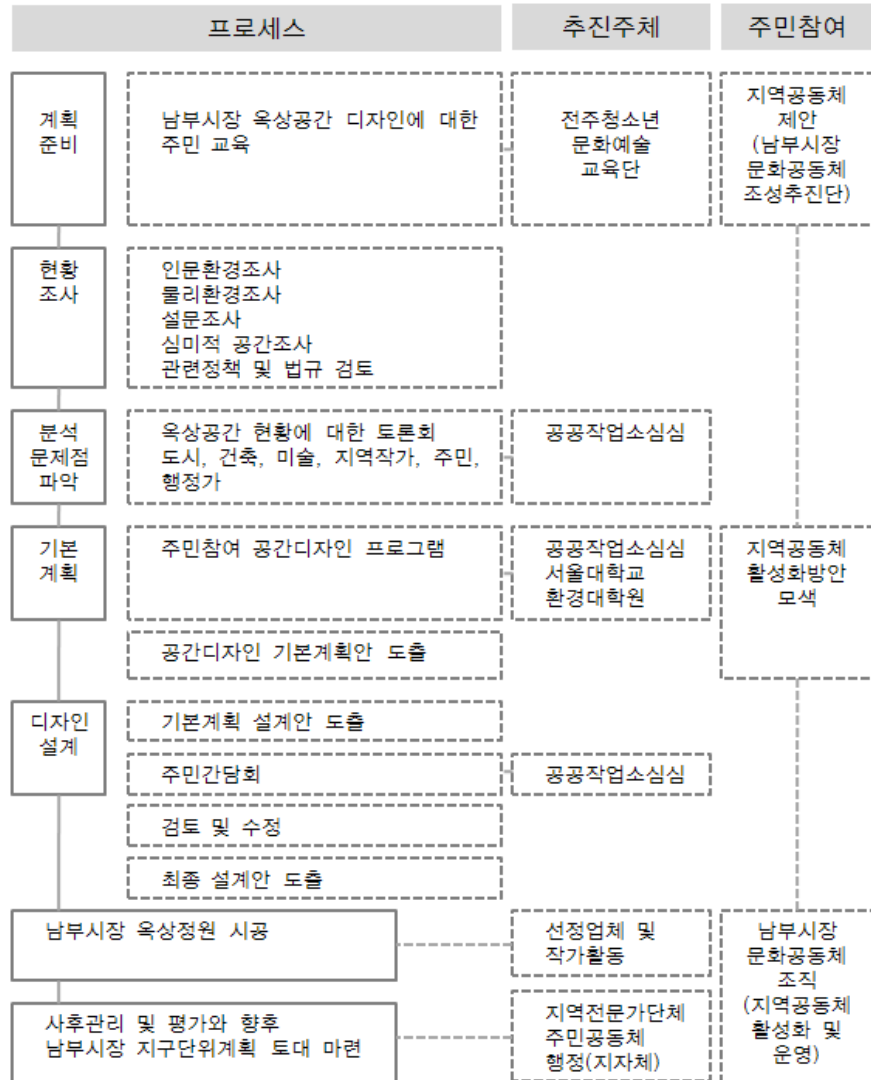 프로세스
추진주체
주민참여
계획
준비
남부시장 옥상공간 디자인에 대한
주민 교육
전주청소년
문화예술
교육단
지역공동체
제안
(남부시장
문화공동체
조성추진단)
현황
조사
인문환경조사
물리환경조사
설문조사
심미적 공간조사
관련정책 및 법규 검토
분석
문제점
파악
옥상공간 현황에 대한 토론회
도시, 건축, 미술, 지역작가, 주민,
행정가
공공작업소심심
기본
계획
주민참여 공간디자인 프로그램
공공작업소심심
서울대학교
환경대학원
지역공동체
활성화방안
모색
공간디자인 기본계획안 도출
디자인
설계
기본계획 설계안 도출
주민간담회
공공작업소심심
검토 및 수정
최종 설계안 도출
남부시장 옥상정원 시공
선정업체 및
작가활동
남부시장
문화공동체
조직
(지역공동체
활성화 및
운영)
사후관리 및 평가와 향후
남부시장 지구단위계획 토대 마련
지역전문가단체
주민공동체
행정(지자체)